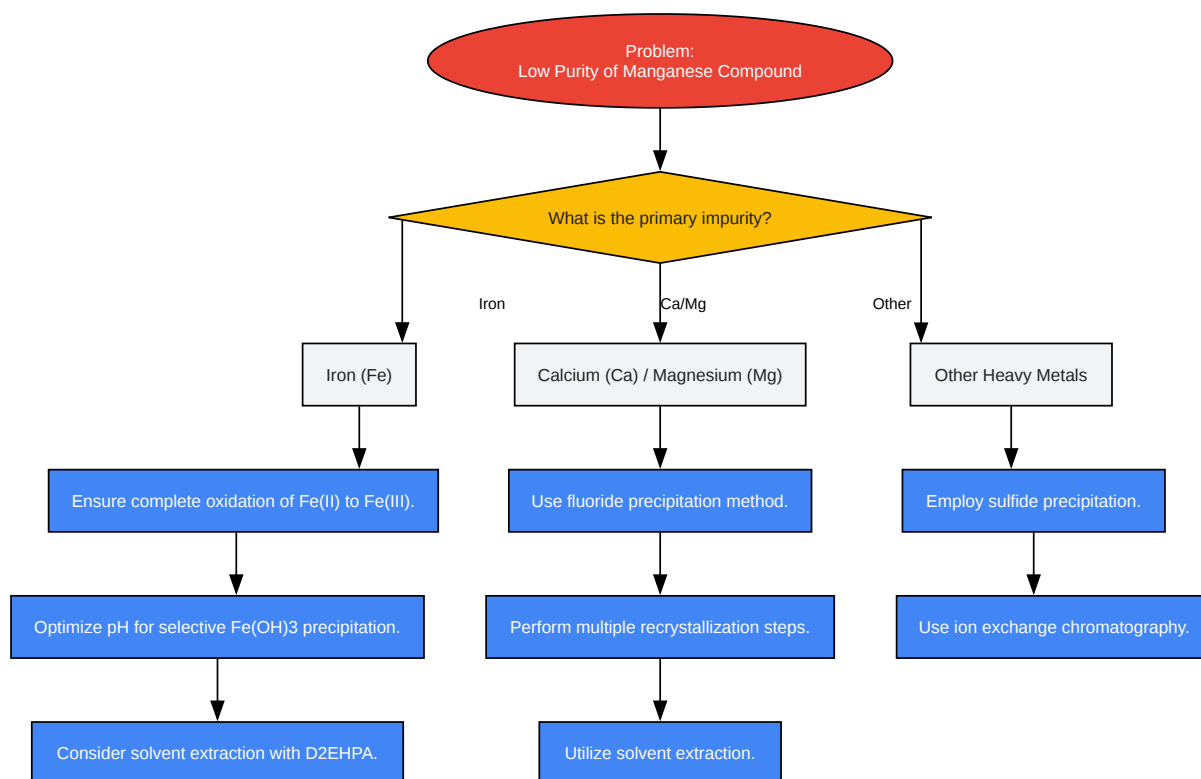 Problem:
Low Purity of Manganese Compound
What is the primary impurity?
Iron
Ca/Mg
Other
Iron (Fe)
Calcium (Ca) / Magnesium (Mg)
Other Heavy Metals
Ensure complete oxidation of Fe(II) to Fe(III).
Use fluoride precipitation method.
Employ sulfide precipitation.
Optimize pH for selective Fe(OH)3 precipitation.
Perform multiple recrystallization steps.
Use ion exchange chromatography.
Consider solvent extraction with D2EHPA.
Utilize solvent extraction.